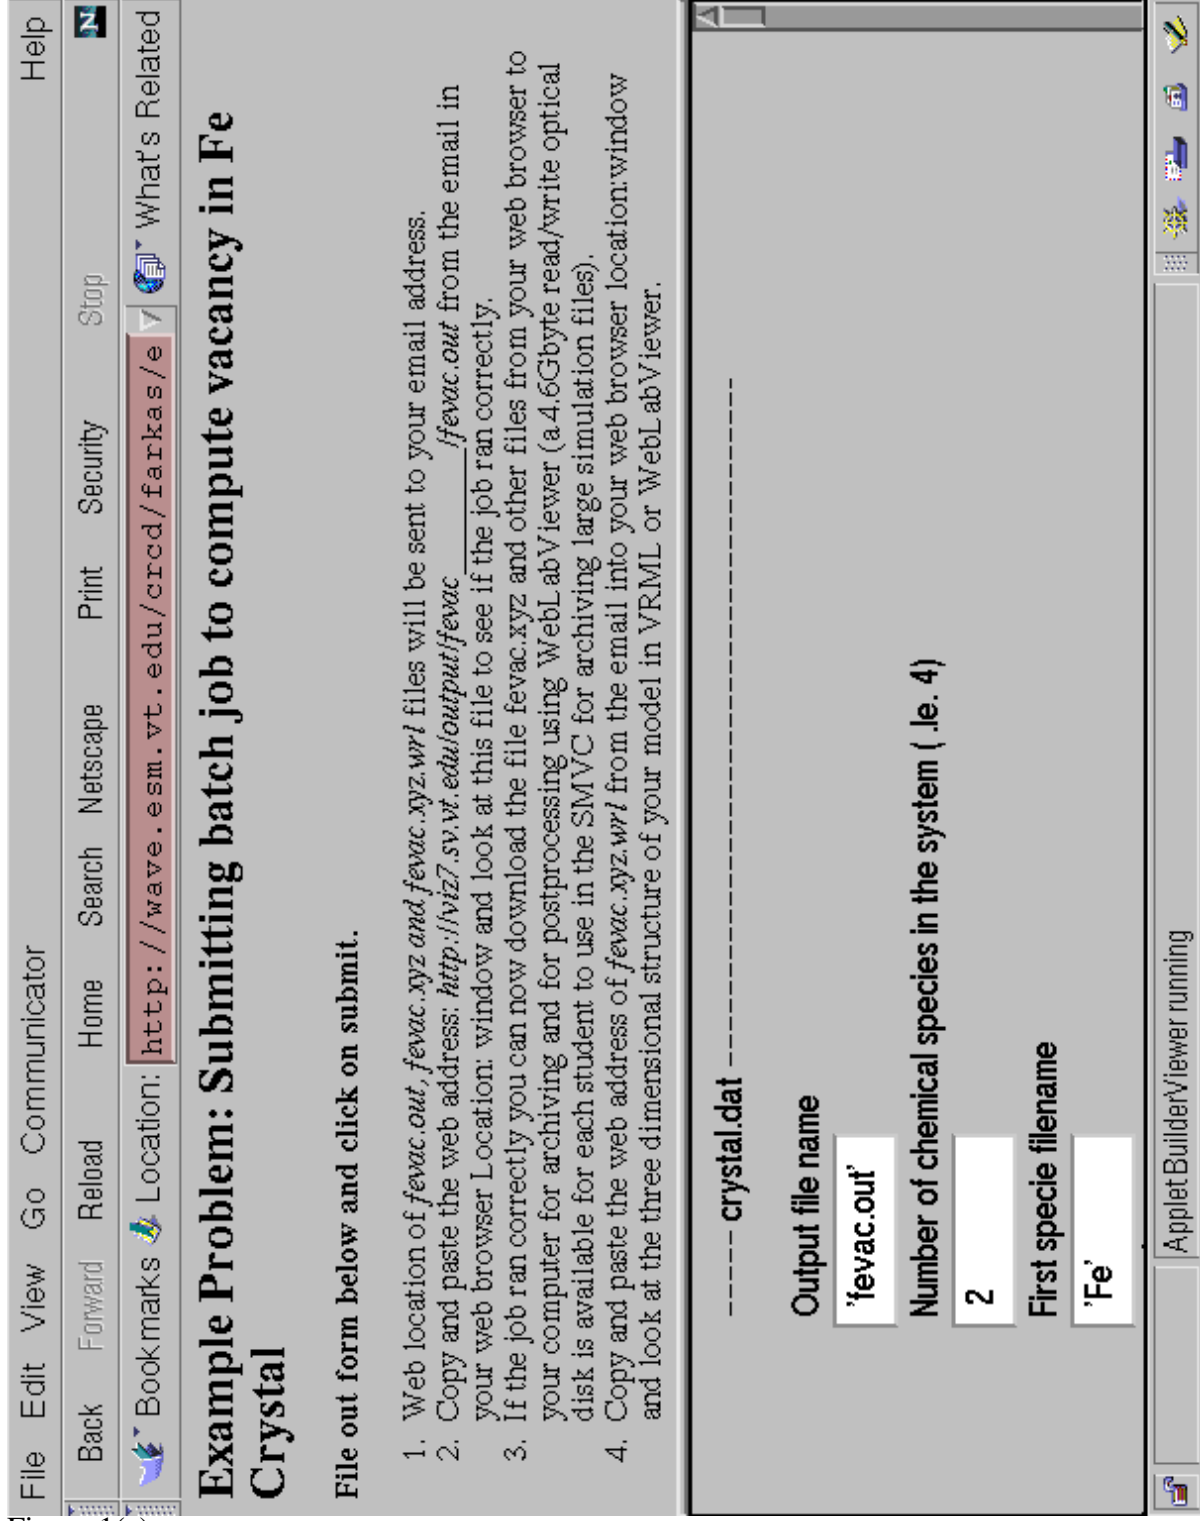 File Edit View Go Communicator Help
Back Forward Reload Home Search Netscape Print Security Stop N
Bookmarks Location: http://wave.esm.vt.edu/crcd/farkas/e What's Related
Example Problem: Submitting batch job to compute vacancy in Fe
Crystal
File out form below and click on submit.
1. Web location of fevac.out, fevac.xyz and fevac.xyz.wrl files will be sent to your email address.
2. Copy and paste the web address: http://viz7.sv.vt.edu/output/fevac________/fevac.out from the email in
your web browser Location: window and look at this file to see if the job ran correctly.
3. If the job ran correctly you can now download the file fevac.xyz and other files from your web browser to
your computer for archiving and for postprocessing using WebLabViewer (a 4.6Gbyte read/write optical
disk is available for each student to use in the SMVC for archiving large simulation files).
4. Copy and paste the web address of fevac.xyz.wrl from the email into your web browser location:window
and look at the three dimensional structure of your model in VRML or WebLabViewer.
------ crystal.dat --------------------------------------------
Output file name
'fevac.out'
Number of chemical species in the system ( .le. 4)
2
First specie filename
'Fe'
Applet BuilderViewer running